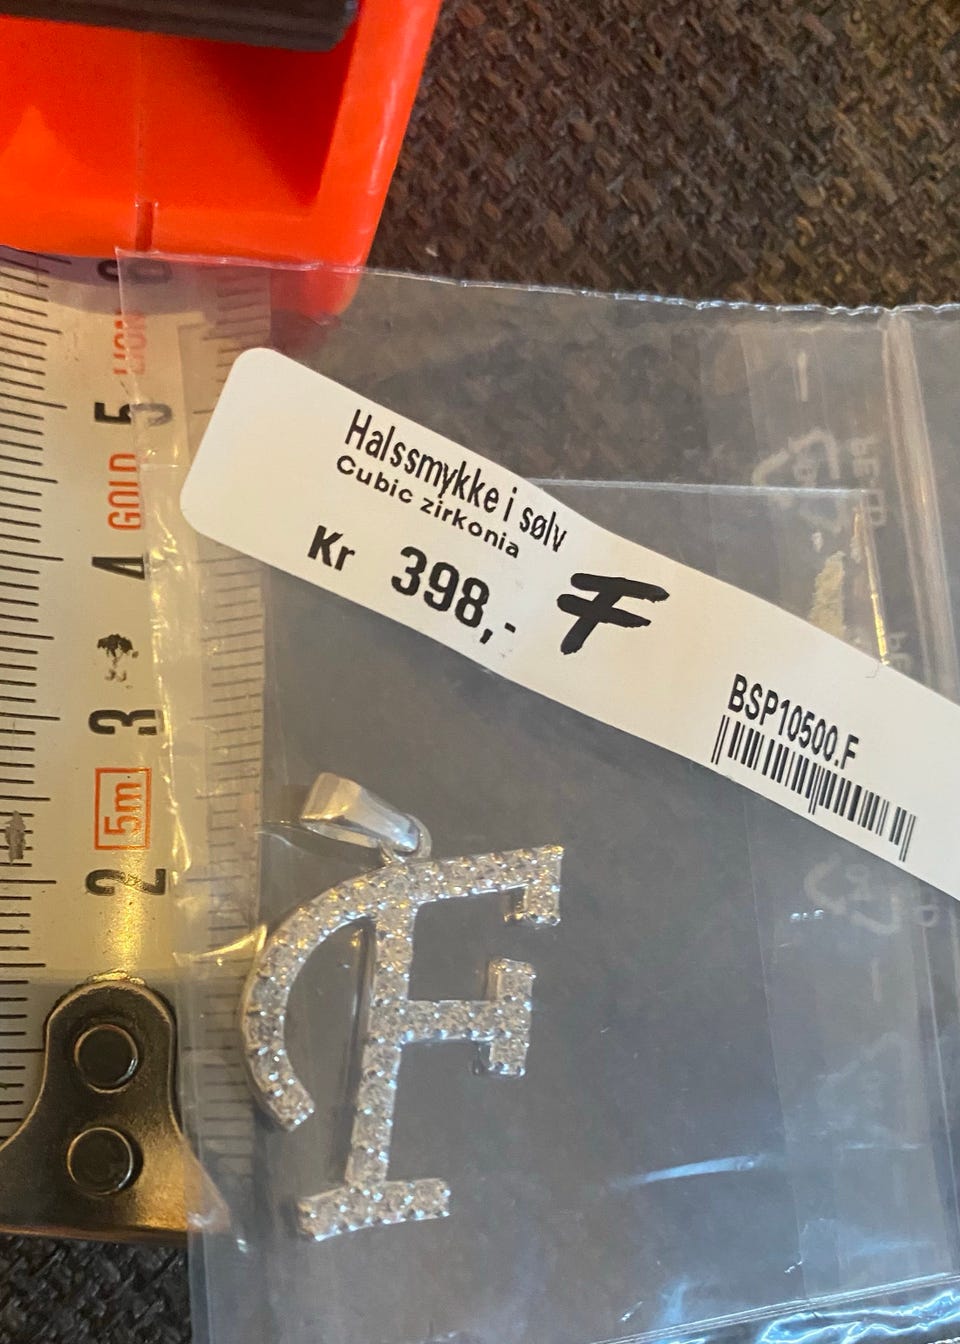 Halssmykke i sølv
Cubic zirkonia
Kr 398,-
F
BSP10500.F
5
GOLD
4
3
5m
2